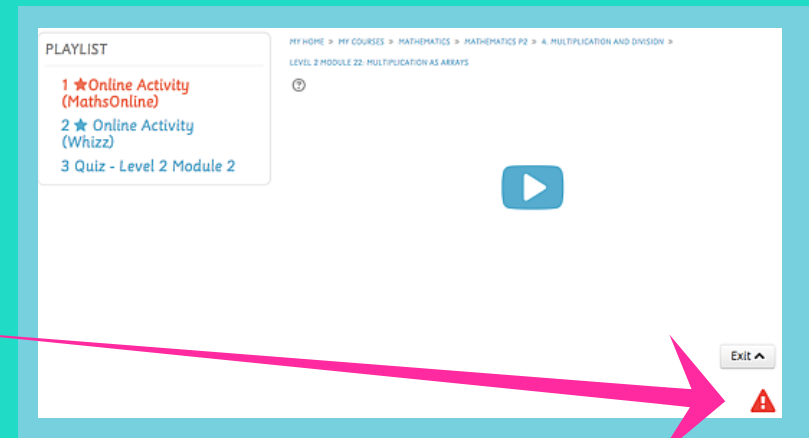 PLAYLIST
1 ★Online Activity
(MathsOnline)
2 ★ Online Activity
(Whizz)
3 Quiz - Level 2 Module 2
MY HOME » MY COURSES » MATHEMATICS » MATHEMATICS P2 » 4. MULTIPLICATION AND DIVISION »
LEVEL 2 MODULE 22: MULTIPLICATION AS ARRAYS
Exit